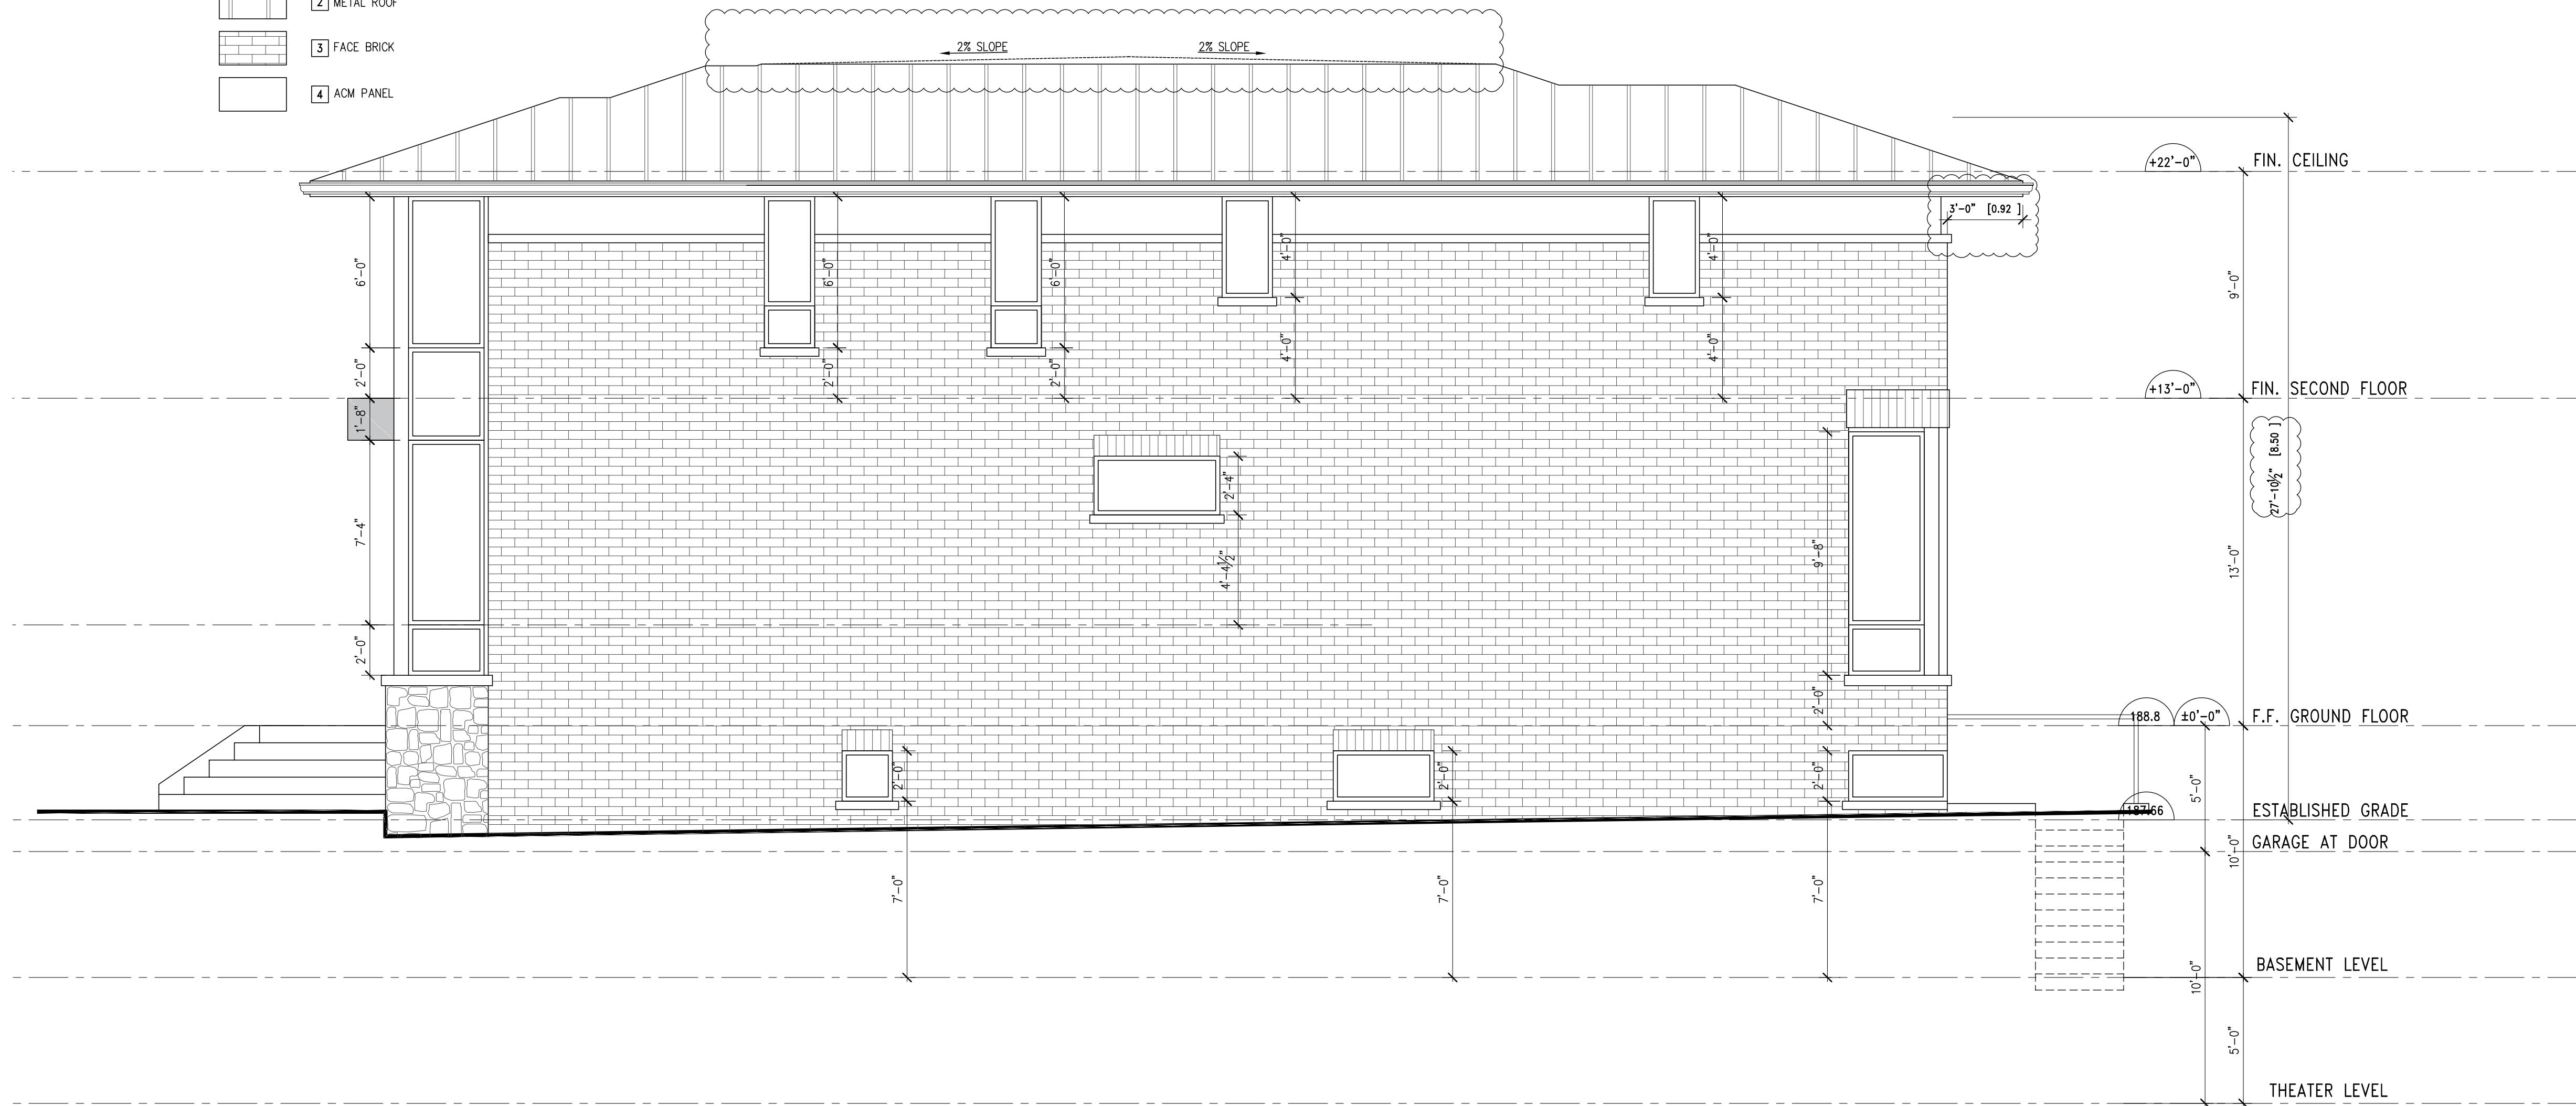 2 METAL ROOF
3 FACE BRICK
4 ACM PANEL
2% SLOPE
2% SLOPE
+22'-0"
FIN. CEILING
3'-0" [0.92 ]
6'-0"
6'-0"
6'-0"
4'-0"
4'-0"
9'-0"
2'-0"
2'-0"
2'-0"
4'-0"
4'-0"
+13'-0"
FIN. SECOND FLOOR
1'-8"
27'-10½" [8.50 ]
2'-4"
7'-4"
4'-4½"
9'-8"
13'-0"
2'-0"
2'-0"
188.8
±0'-0"
F.F. GROUND FLOOR
2'-0"
2'-0"
2'-0"
5'-0"
187.66
ESTABLISHED GRADE
10'-0"
GARAGE AT DOOR
7'-0"
7'-0"
7'-0"
10'-0"
BASEMENT LEVEL
5'-0"
THEATER LEVEL